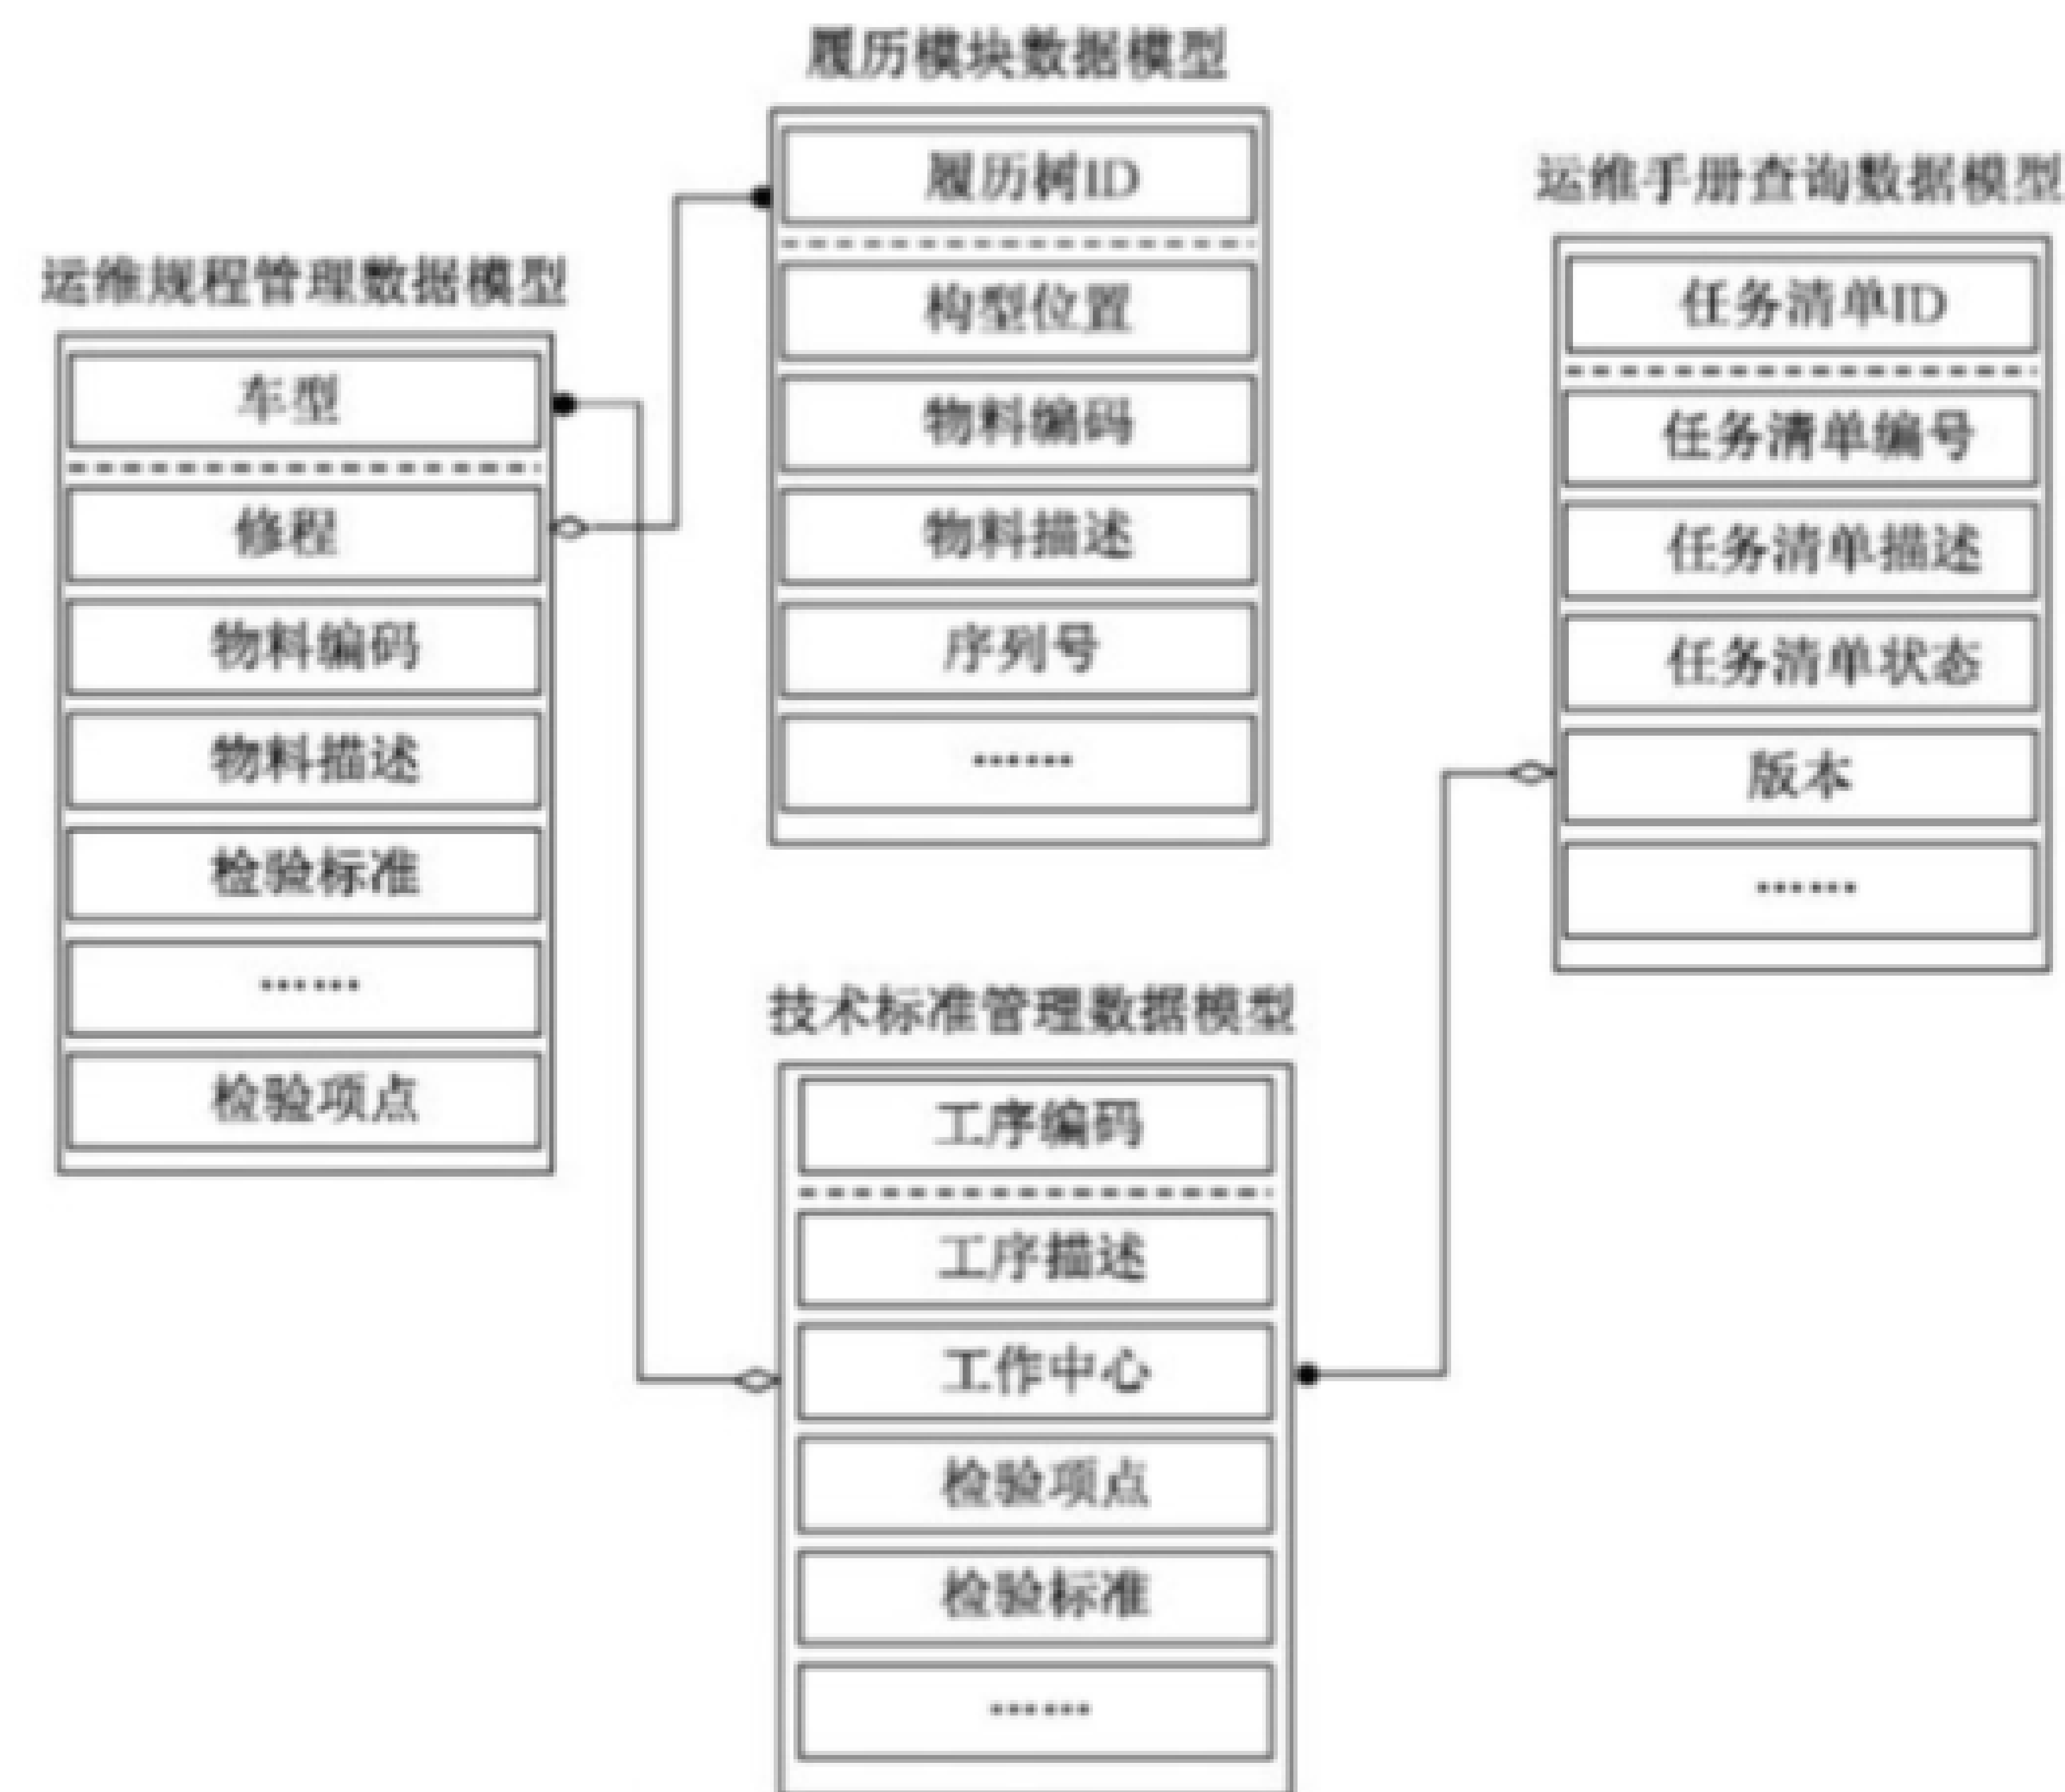 履历模块数据模型
履历树ID
构型位置
物料编码
物料描述
序列号
……
运维手册查询数据模型
任务清单ID
任务清单编号
任务清单描述
任务清单状态
版本
……
运维规程管理数据模型
车型
修程
物料编码
物料描述
检验标准
……
检验项点
技术标准管理数据模型
工序编码
工序描述
工作中心
检验项点
检验标准
……